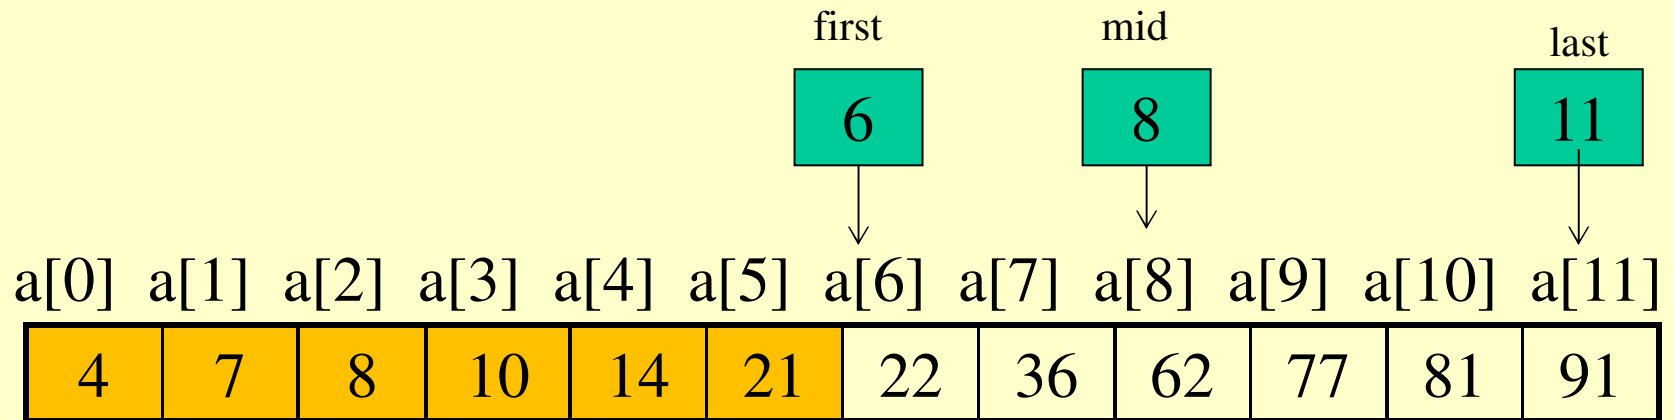 first mid last
6 8 11
a[0] a[1] a[2] a[3] a[4] a[5] a[6] a[7] a[8] a[9] a[10] a[11]
4 7 8 10 14 21 22 36 62 77 81 91